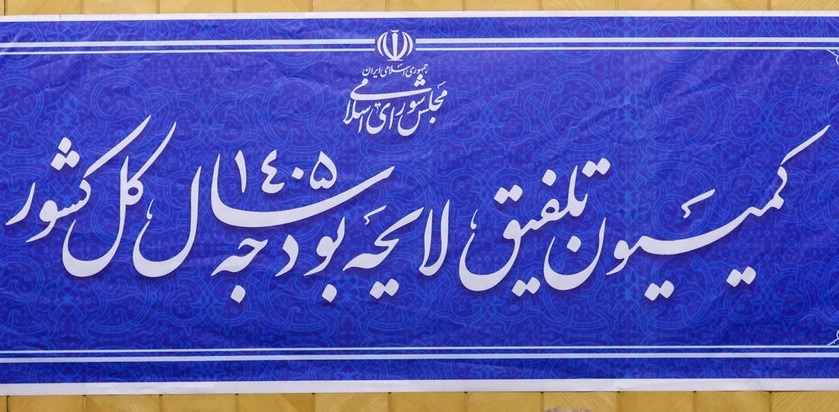 جمهوری اسلامی ایران
مجلس شورای اسلامی
کمیسیون تلفیق لایحه بودجه سال ۱۴۰۵ کل کشور